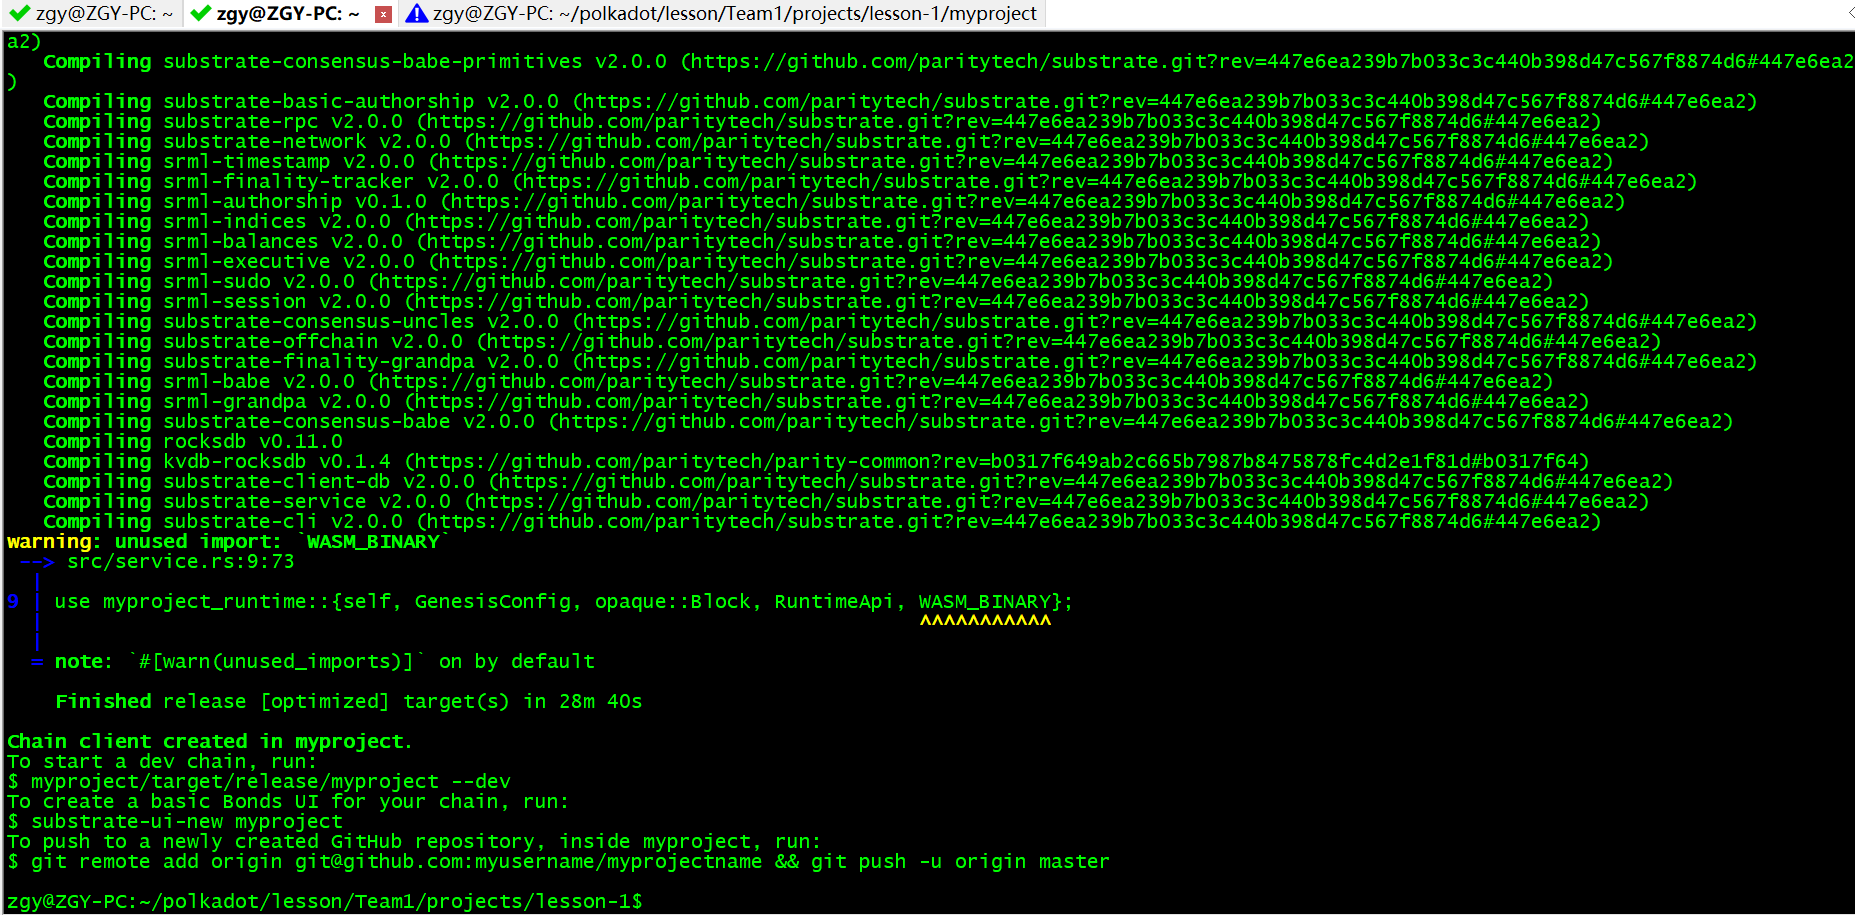 zgy@ZGY-PC: ~ zgy@ZGY-PC: ~ x zgy@ZGY-PC: ~/polkadot/lesson/Team1/projects/lesson-1/myproject
a2)
   Compiling substrate-consensus-babe-primitives v2.0.0 (https://github.com/paritytech/substrate.git?rev=447e6ea239b7b033c3c440b398d47c567f8874d6#447e6ea2
)
   Compiling substrate-basic-authorship v2.0.0 (https://github.com/paritytech/substrate.git?rev=447e6ea239b7b033c3c440b398d47c567f8874d6#447e6ea2)
   Compiling substrate-rpc v2.0.0 (https://github.com/paritytech/substrate.git?rev=447e6ea239b7b033c3c440b398d47c567f8874d6#447e6ea2)
   Compiling substrate-network v2.0.0 (https://github.com/paritytech/substrate.git?rev=447e6ea239b7b033c3c440b398d47c567f8874d6#447e6ea2)
   Compiling srml-timestamp v2.0.0 (https://github.com/paritytech/substrate.git?rev=447e6ea239b7b033c3c440b398d47c567f8874d6#447e6ea2)
   Compiling srml-finality-tracker v2.0.0 (https://github.com/paritytech/substrate.git?rev=447e6ea239b7b033c3c440b398d47c567f8874d6#447e6ea2)
   Compiling srml-authorship v0.1.0 (https://github.com/paritytech/substrate.git?rev=447e6ea239b7b033c3c440b398d47c567f8874d6#447e6ea2)
   Compiling srml-indices v2.0.0 (https://github.com/paritytech/substrate.git?rev=447e6ea239b7b033c3c440b398d47c567f8874d6#447e6ea2)
   Compiling srml-balances v2.0.0 (https://github.com/paritytech/substrate.git?rev=447e6ea239b7b033c3c440b398d47c567f8874d6#447e6ea2)
   Compiling srml-executive v2.0.0 (https://github.com/paritytech/substrate.git?rev=447e6ea239b7b033c3c440b398d47c567f8874d6#447e6ea2)
   Compiling srml-sudo v2.0.0 (https://github.com/paritytech/substrate.git?rev=447e6ea239b7b033c3c440b398d47c567f8874d6#447e6ea2)
   Compiling srml-session v2.0.0 (https://github.com/paritytech/substrate.git?rev=447e6ea239b7b033c3c440b398d47c567f8874d6#447e6ea2)
   Compiling substrate-consensus-uncles v2.0.0 (https://github.com/paritytech/substrate.git?rev=447e6ea239b7b033c3c440b398d47c567f8874d6#447e6ea2)
   Compiling substrate-offchain v2.0.0 (https://github.com/paritytech/substrate.git?rev=447e6ea239b7b033c3c440b398d47c567f8874d6#447e6ea2)
   Compiling substrate-finality-grandpa v2.0.0 (https://github.com/paritytech/substrate.git?rev=447e6ea239b7b033c3c440b398d47c567f8874d6#447e6ea2)
   Compiling srml-babe v2.0.0 (https://github.com/paritytech/substrate.git?rev=447e6ea239b7b033c3c440b398d47c567f8874d6#447e6ea2)
   Compiling srml-grandpa v2.0.0 (https://github.com/paritytech/substrate.git?rev=447e6ea239b7b033c3c440b398d47c567f8874d6#447e6ea2)
   Compiling substrate-consensus-babe v2.0.0 (https://github.com/paritytech/substrate.git?rev=447e6ea239b7b033c3c440b398d47c567f8874d6#447e6ea2)
   Compiling rocksdb v0.11.0
   Compiling kvdb-rocksdb v0.1.4 (https://github.com/paritytech/parity-common?rev=b0317f649ab2c665b7987b8475878fc4d2e1f81d#b0317f64)
   Compiling substrate-client-db v2.0.0 (https://github.com/paritytech/substrate.git?rev=447e6ea239b7b033c3c440b398d47c567f8874d6#447e6ea2)
   Compiling substrate-service v2.0.0 (https://github.com/paritytech/substrate.git?rev=447e6ea239b7b033c3c440b398d47c567f8874d6#447e6ea2)
   Compiling substrate-cli v2.0.0 (https://github.com/paritytech/substrate.git?rev=447e6ea239b7b033c3c440b398d47c567f8874d6#447e6ea2)
warning: unused import: `WASM_BINARY`
 --> src/service.rs:9:73
  |
9 | use myproject_runtime::{self, GenesisConfig, opaque::Block, RuntimeApi, WASM_BINARY};
  |                                                                         ^^^^^^^^^^^
  |
  = note: `#[warn(unused_imports)]` on by default
    Finished release [optimized] target(s) in 28m 40s
Chain client created in myproject.
To start a dev chain, run:
$ myproject/target/release/myproject --dev
To create a basic Bonds UI for your chain, run:
$ substrate-ui-new myproject
To push to a newly created GitHub repository, inside myproject, run:
$ git remote add origin git@github.com:myusername/myprojectname && git push -u origin master
zgy@ZGY-PC:~/polkadot/lesson/Team1/projects/lesson-1$